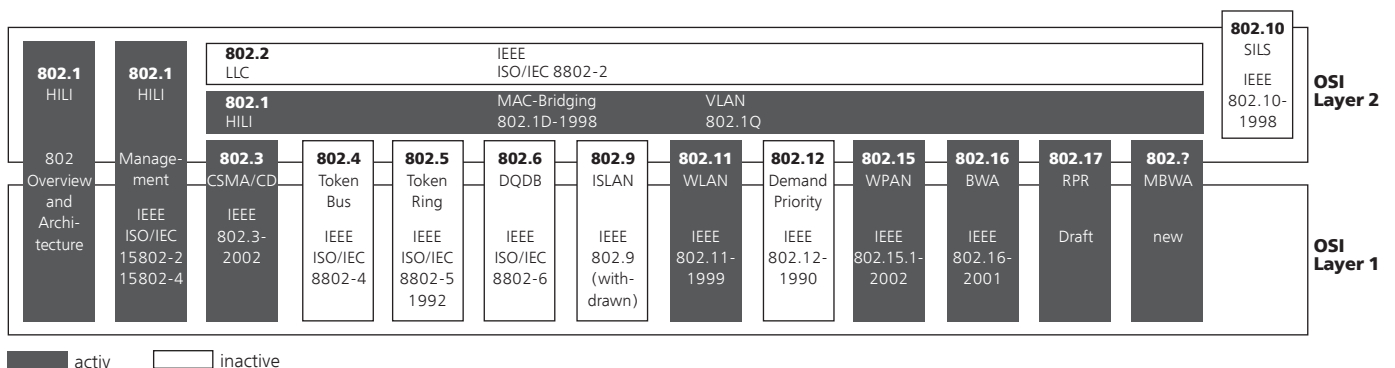 802.1
HILI
802
Overview
and
Archi-
tecture
802.1
HILI
Manage-
ment
IEEE
ISO/IEC
15802-2
15802-4
802.2
LLC
IEEE
ISO/IEC 8802-2
802.1
HILI
MAC-Bridging
802.1D-1998
VLAN
802.1Q
802.3
CSMA/CD
IEEE
802.3-
2002
802.4
Token
Bus
IEEE
ISO/IEC
8802-4
802.5
Token
Ring
IEEE
ISO/IEC
8802-5
1992
802.6
DQDB
IEEE
ISO/IEC
8802-6
802.9
ISLAN
IEEE
802.9
(with-
drawn)
802.11
WLAN
IEEE
802.11-
1999
802.12
Demand
Priority
IEEE
802.12-
1990
802.15
WPAN
IEEE
802.15.1-
2002
802.16
BWA
IEEE
802.16-
2001
802.17
RPR
Draft
802.?
MBWA
new
802.10
SILS
IEEE
802.10-
1998
OSI
Layer 2
OSI
Layer 1
activ
inactive